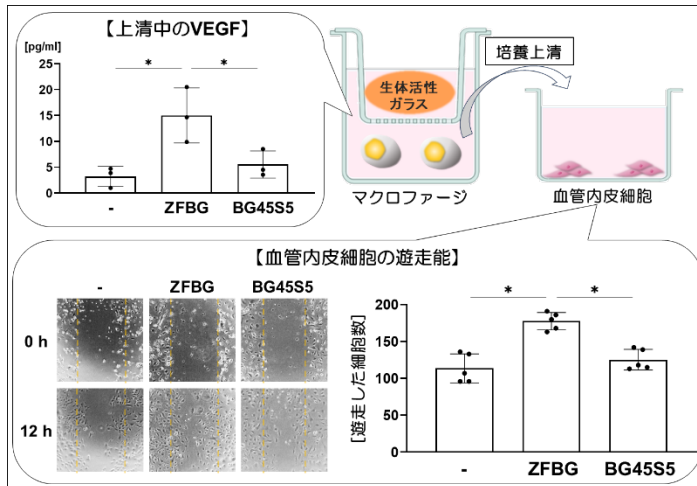 【上清中のVEGF】
[pg/ml]
25
20
15
10
5
0
*
*
-
ZFBG
BG45S5
生体活性
ガラス
マクロファージ
培養上清
血管内皮細胞
【血管内皮細胞の遊走能】
-
ZFBG
BG45S5
0 h
12 h
[遊走した細胞数]
200
150
100
50
0
*
*
-
ZFBG
BG45S5